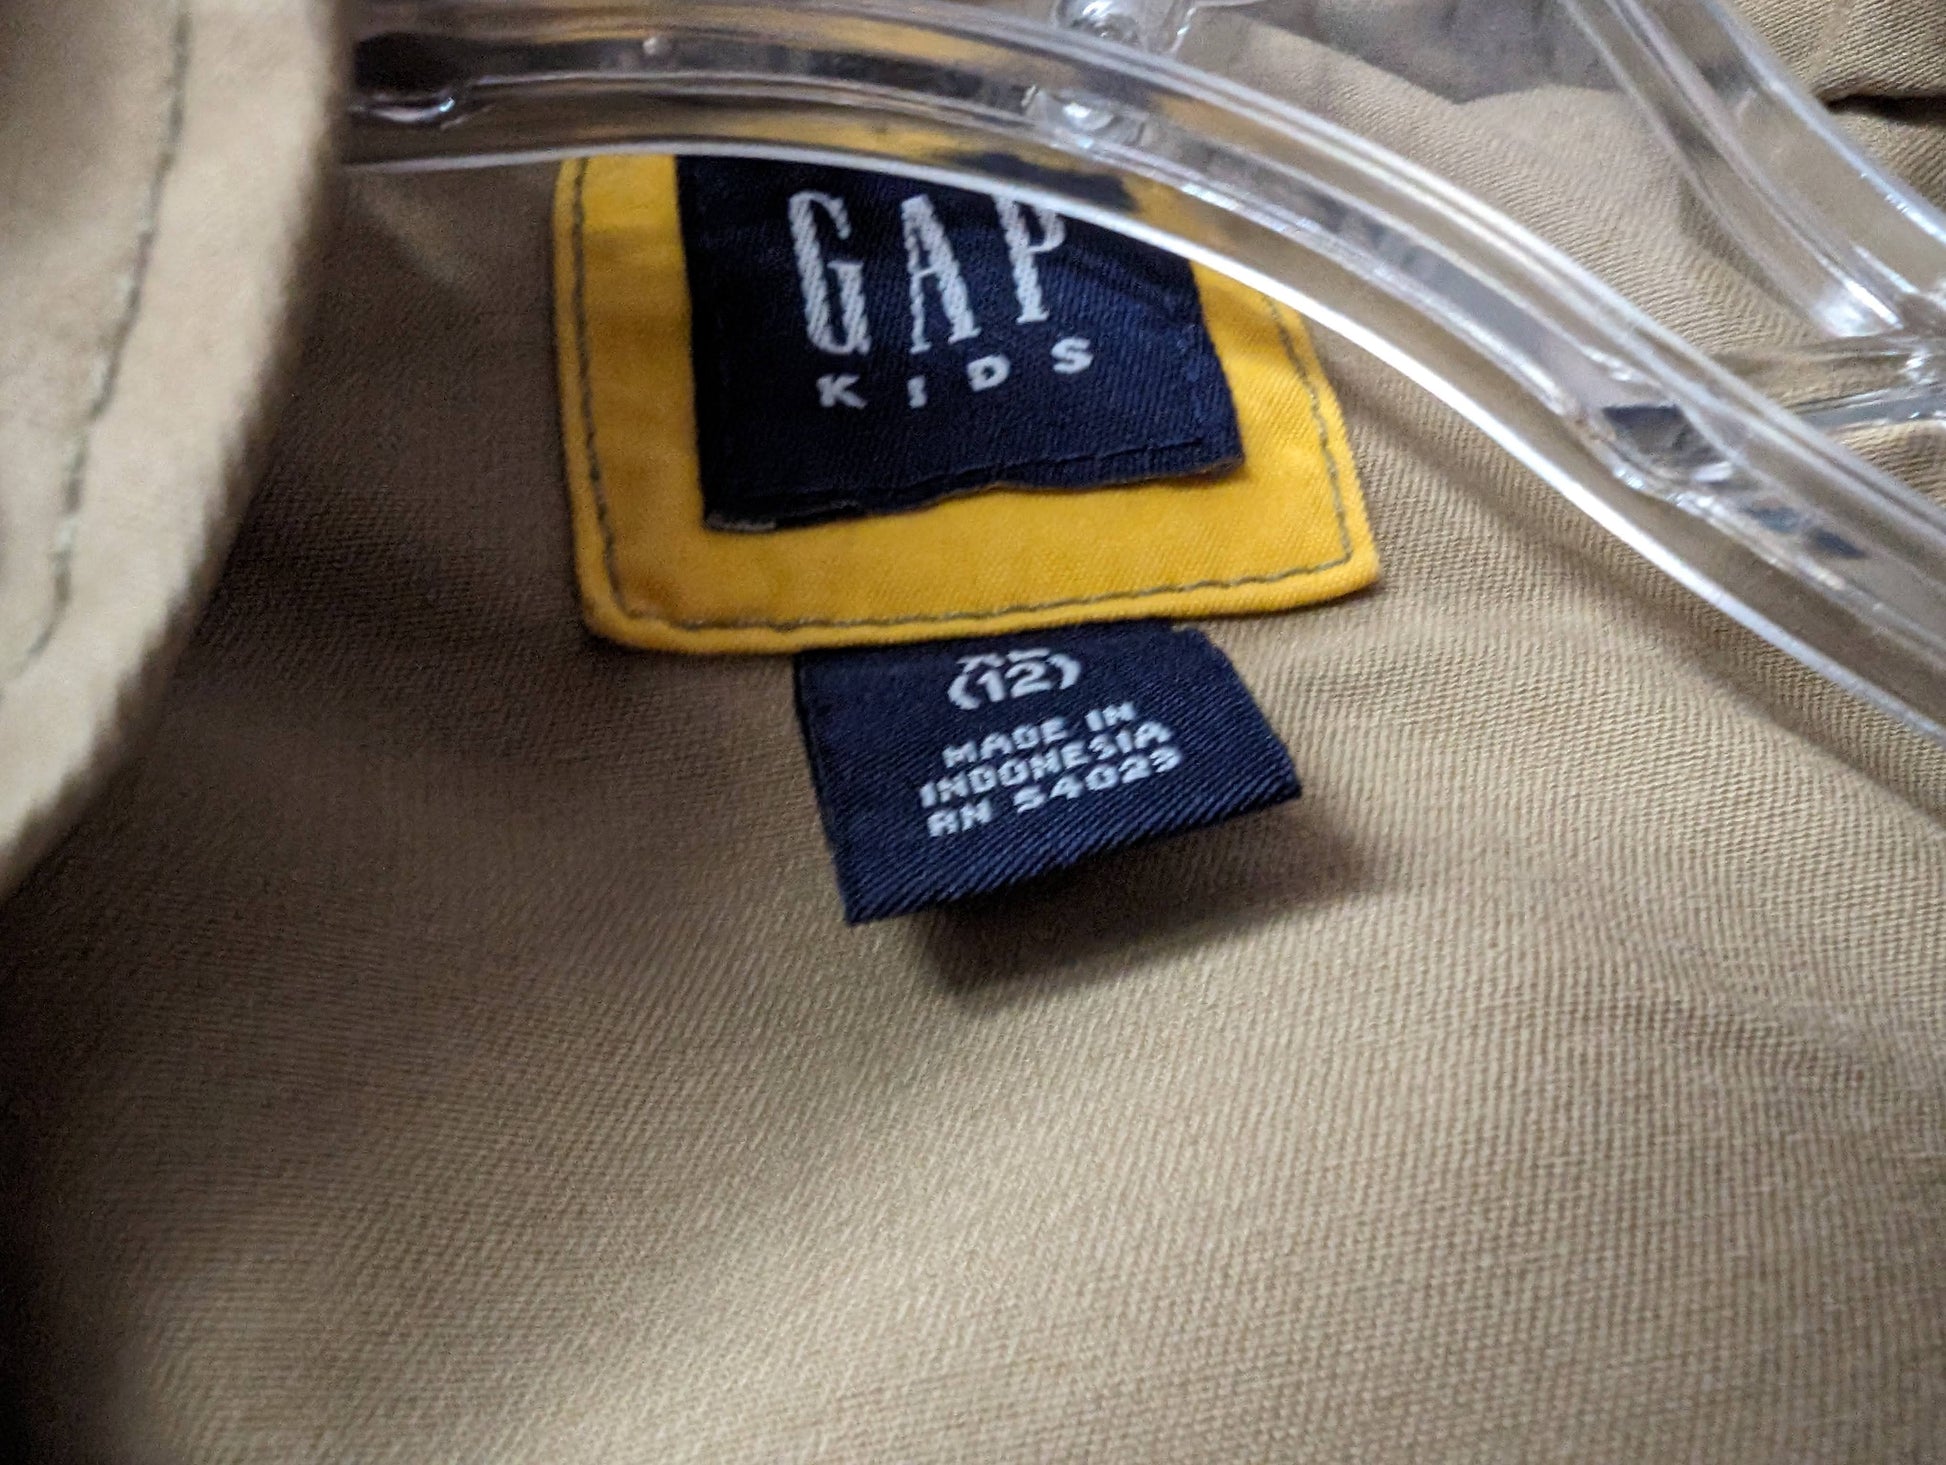 GAP
KIDS
(12)
MADE IN
INDONESIA
RN 54023